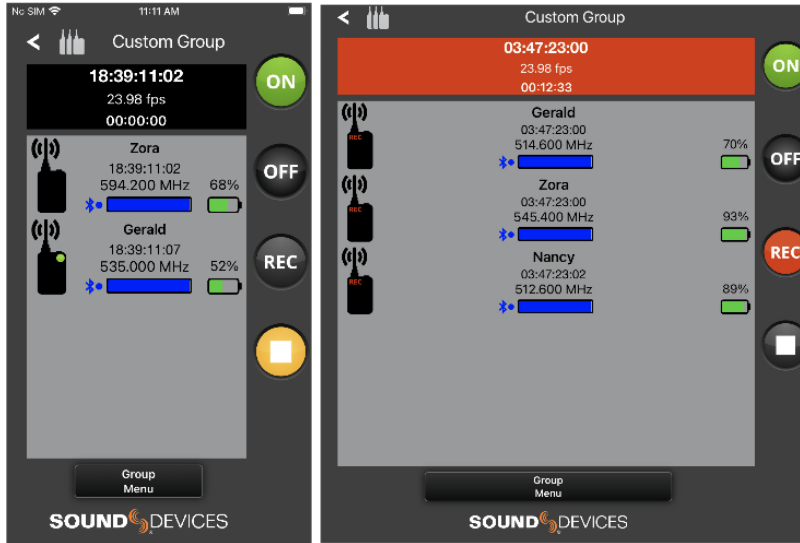 No SIM 11:11 AM
Custom Group
18:39:11:02
23.98 fps
00:00:00
ON
Zora
18:39:11:02
594.200 MHz 68%
OFF
Gerald
18:39:11:07
535.000 MHz 52%
REC
Group
Menu
SOUND DEVICES
Custom Group
03:47:23:00
23.98 fps
00:12:33
ON
Gerald
REC
03:47:23:00
514.600 MHz 70%
OFF
Zora
REC
03:47:23:00
545.400 MHz 93%
REC
Nancy
REC
03:47:23:02
512.600 MHz 89%
Group
Menu
SOUND DEVICES